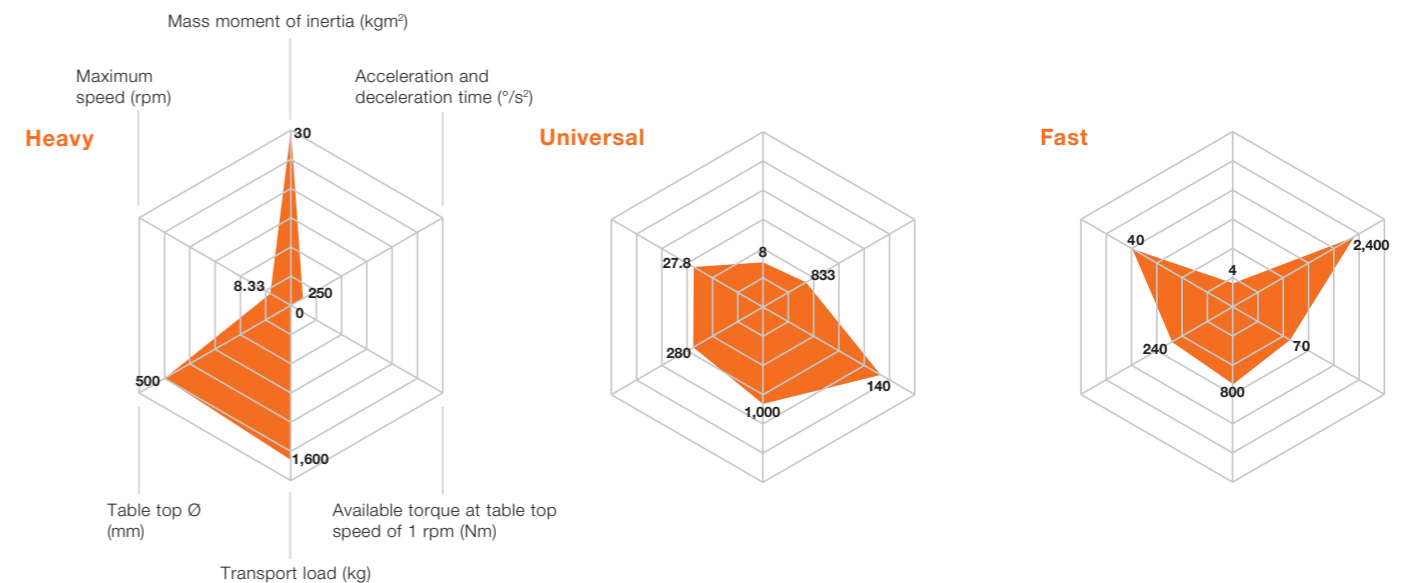 Mass moment of inertia (kgm²)
Maximum
speed (rpm)
Acceleration and
deceleration time (°/s²)
Heavy
30
8.33
250
0
500
1,600
Table top Ø
(mm)
Available torque at table top
speed of 1 rpm (Nm)
Transport load (kg)
Universal
8
27.8
833
280
140
1,000
Fast
40
2,400
4
240
70
800